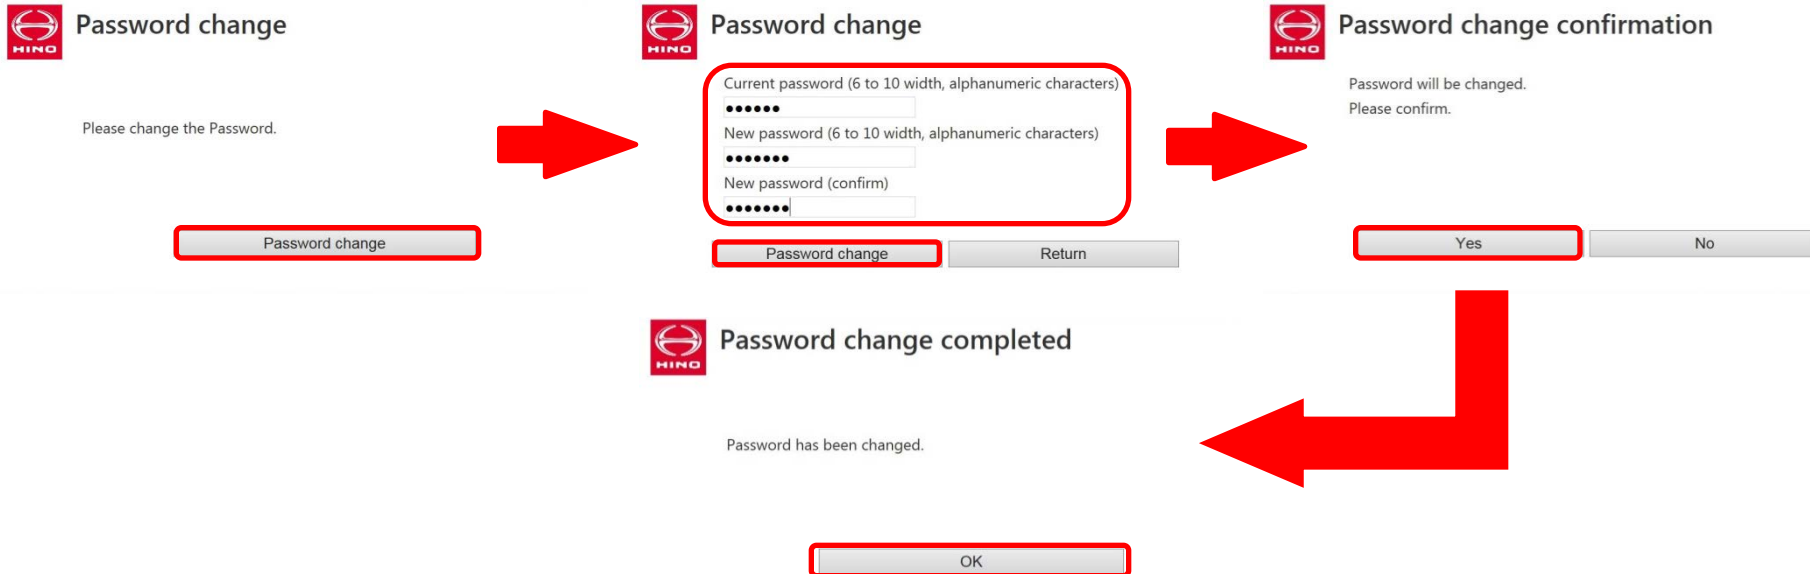 HINO
Password change
Please change the Password.
Password change
HINO
Password change
Current password (6 to 10 width, alphanumeric characters)
●●●●●●
New password (6 to 10 width, alphanumeric characters)
●●●●●●●
New password (confirm)
●●●●●●●
Password change
Return
HINO
Password change confirmation
Password will be changed.
Please confirm.
Yes
No
HINO
Password change completed
Password has been changed.
OK